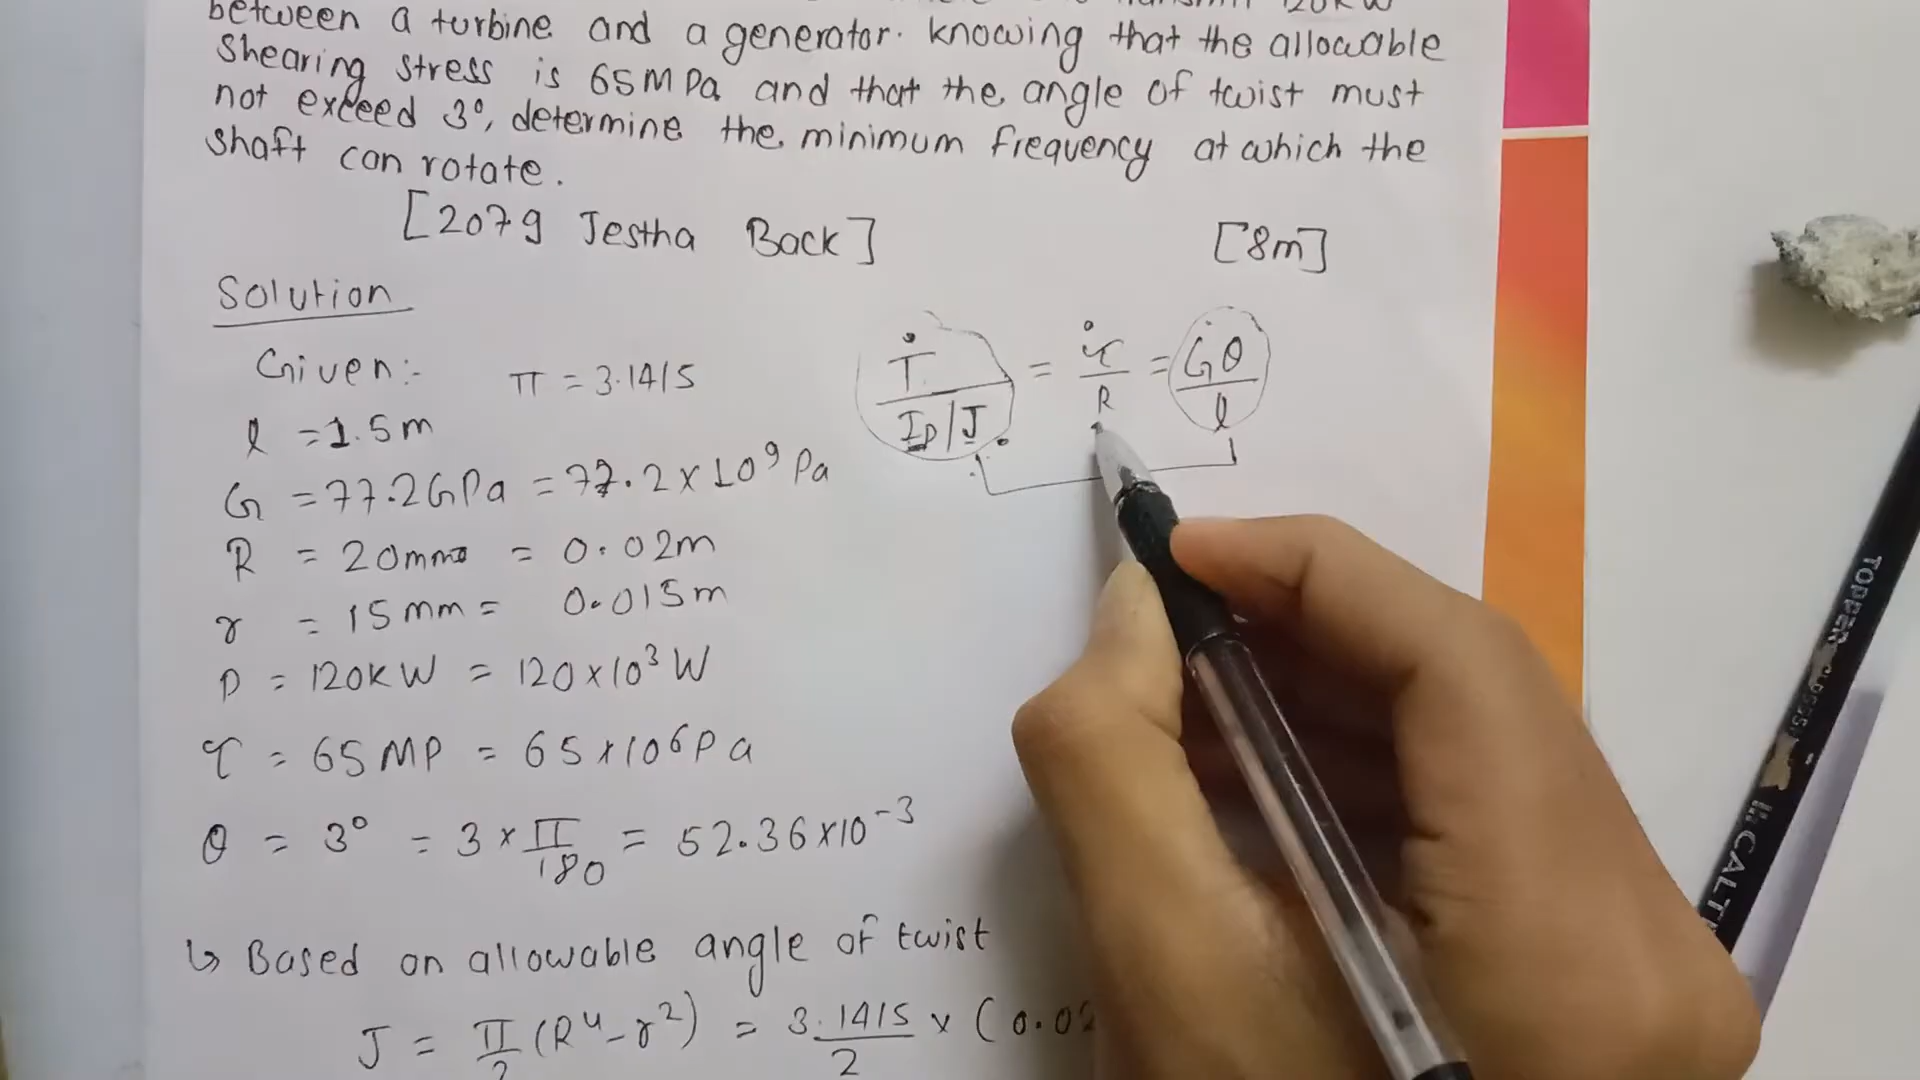 120kW
between a turbine and a generator. knowing that the allowable
shearing stress is 65MPa and that the angle of twist must
not exceed 3°, determine the minimum frequency at which the
shaft can rotate.
[2079 Jestha Back] [8m]
Solution
Given:- π = 3.1415
l = 1.5m
G = 77.2GPa = 77.2 x 10⁹ Pa
R = 20mm = 0.02m
r = 15mm = 0.015m
P = 120kW = 120 x 10³ W
τ = 65MP = 65 x 10⁶ Pa
θ = 3° = 3 x π/180 = 52.36 x 10⁻³
↳ Based on allowable angle of twist
J = π/2 (R⁴ - r²) = 3.1415/2 x (0.02
T/Ip/J = τ/R = Gθ/l
TOPPER